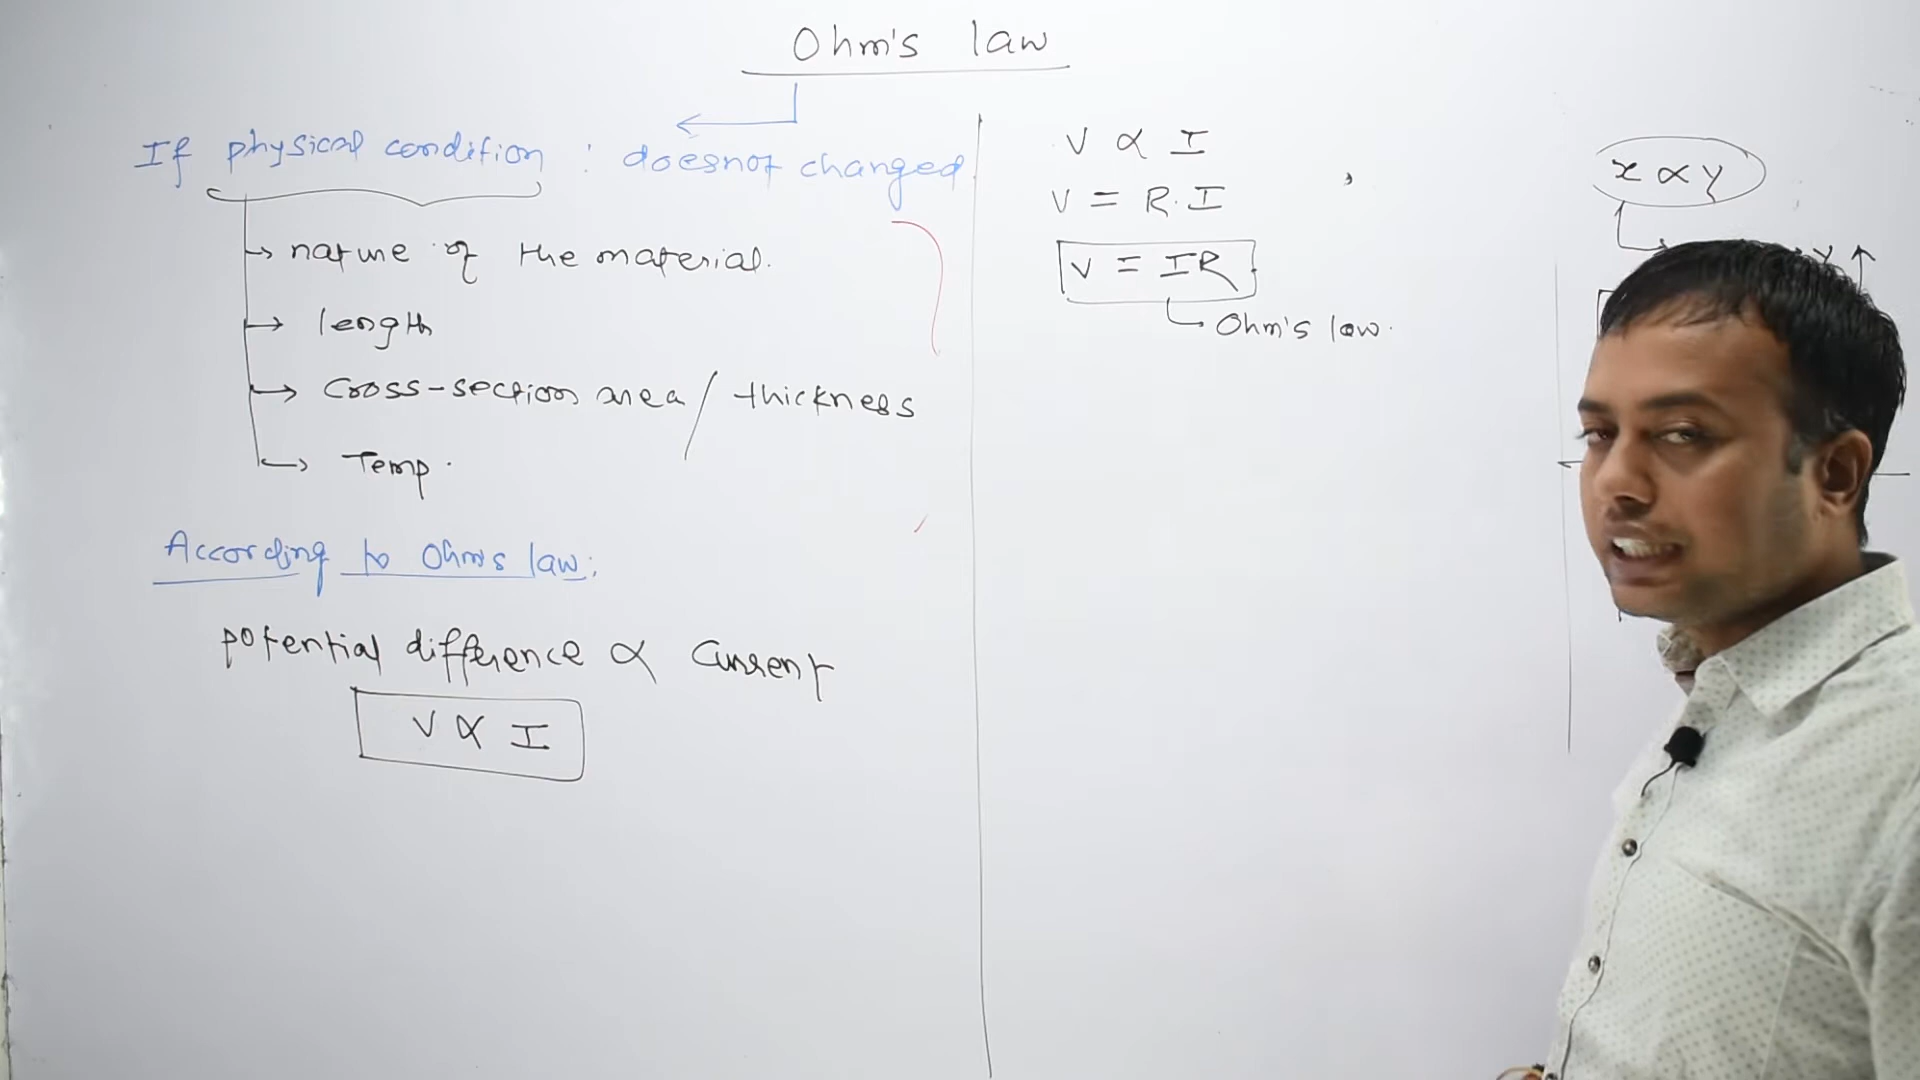 Ohm's law
If physical condition : doesnot changed
nature of the material.
length
Cross-section area / thickness
Temp.
According to Ohm's law:
potential difference ∝ Current
V ∝ I
V ∝ I
V = R.I
V = IR
Ohm's law.
x ∝ y
y